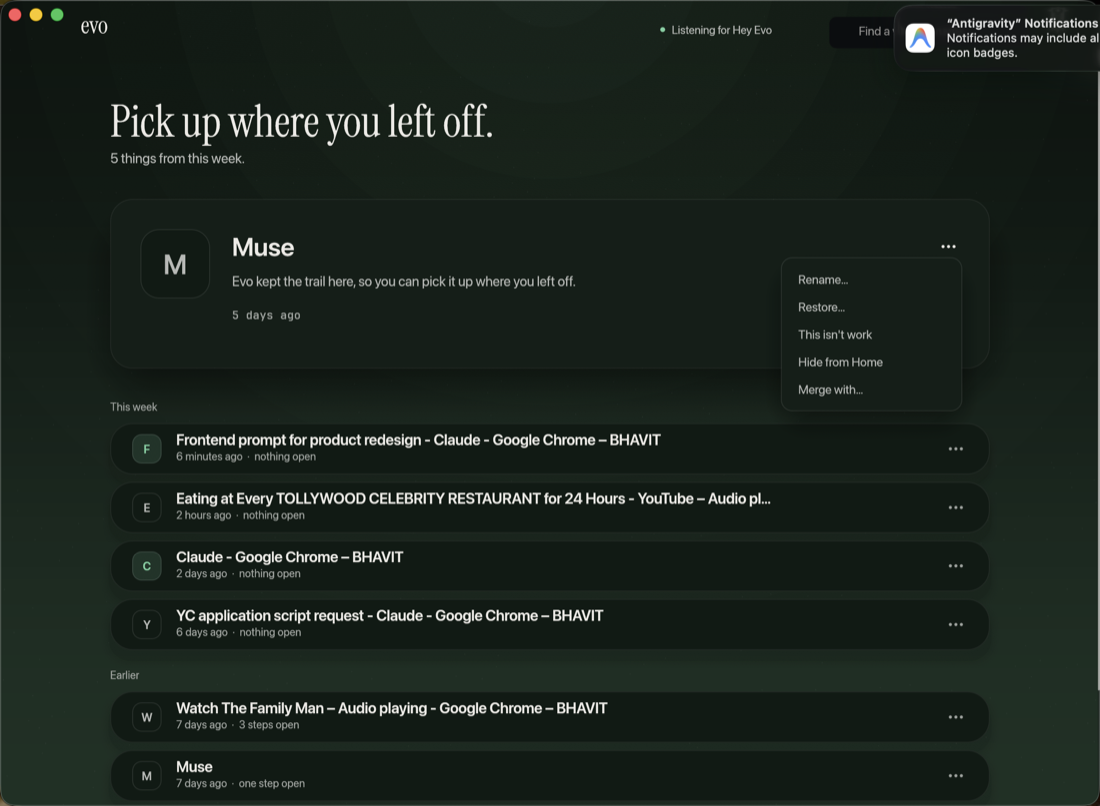 evo
Listening for Hey Evo
Find a
"Antigravity" Notifications
Notifications may include al
icon badges.
Pick up where you left off.
5 things from this week.
M
Muse
Evo kept the trail here, so you can pick it up where you left off.
5 days ago
Rename...
Restore...
This isn't work
Hide from Home
Merge with...
This week
F
Frontend prompt for product redesign - Claude - Google Chrome – BHAVIT
6 minutes ago · nothing open
E
Eating at Every TOLLYWOOD CELEBRITY RESTAURANT for 24 Hours - YouTube – Audio pl...
2 hours ago · nothing open
C
Claude - Google Chrome – BHAVIT
2 days ago · nothing open
Y
YC application script request - Claude - Google Chrome – BHAVIT
6 days ago · nothing open
Earlier
W
Watch The Family Man – Audio playing - Google Chrome – BHAVIT
7 days ago · 3 steps open
M
Muse
7 days ago · one step open